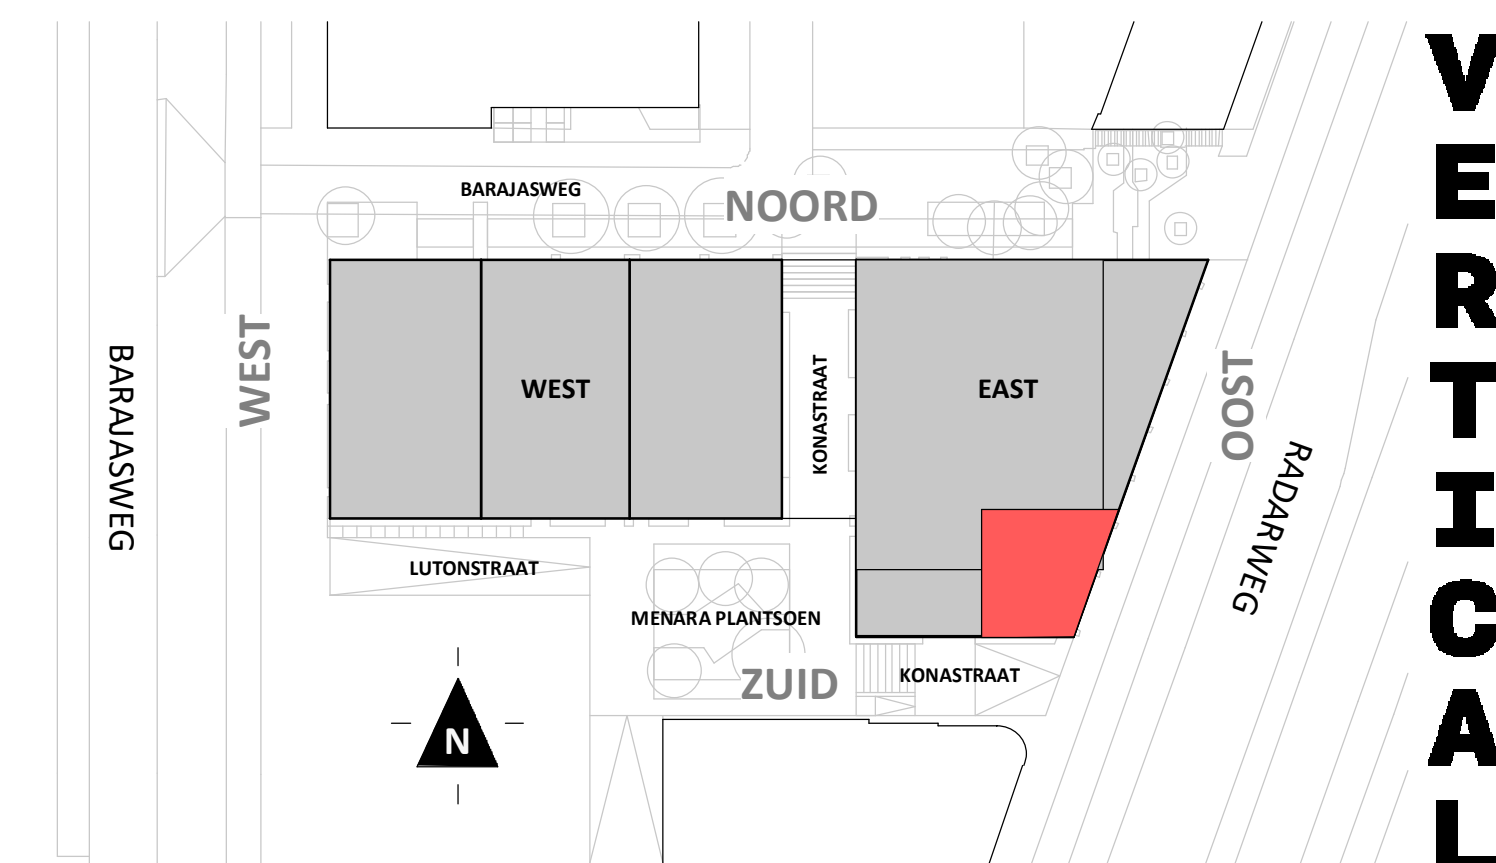 BARAJASWEG
NOORD
WEST
OOST
BARAJASWEG
WEST
KONASTRAAT
EAST
RADARWEG
LUTONSTRAAT
MENARA PLANTSOEN
ZUID
KONASTRAAT
N
VERTICAL